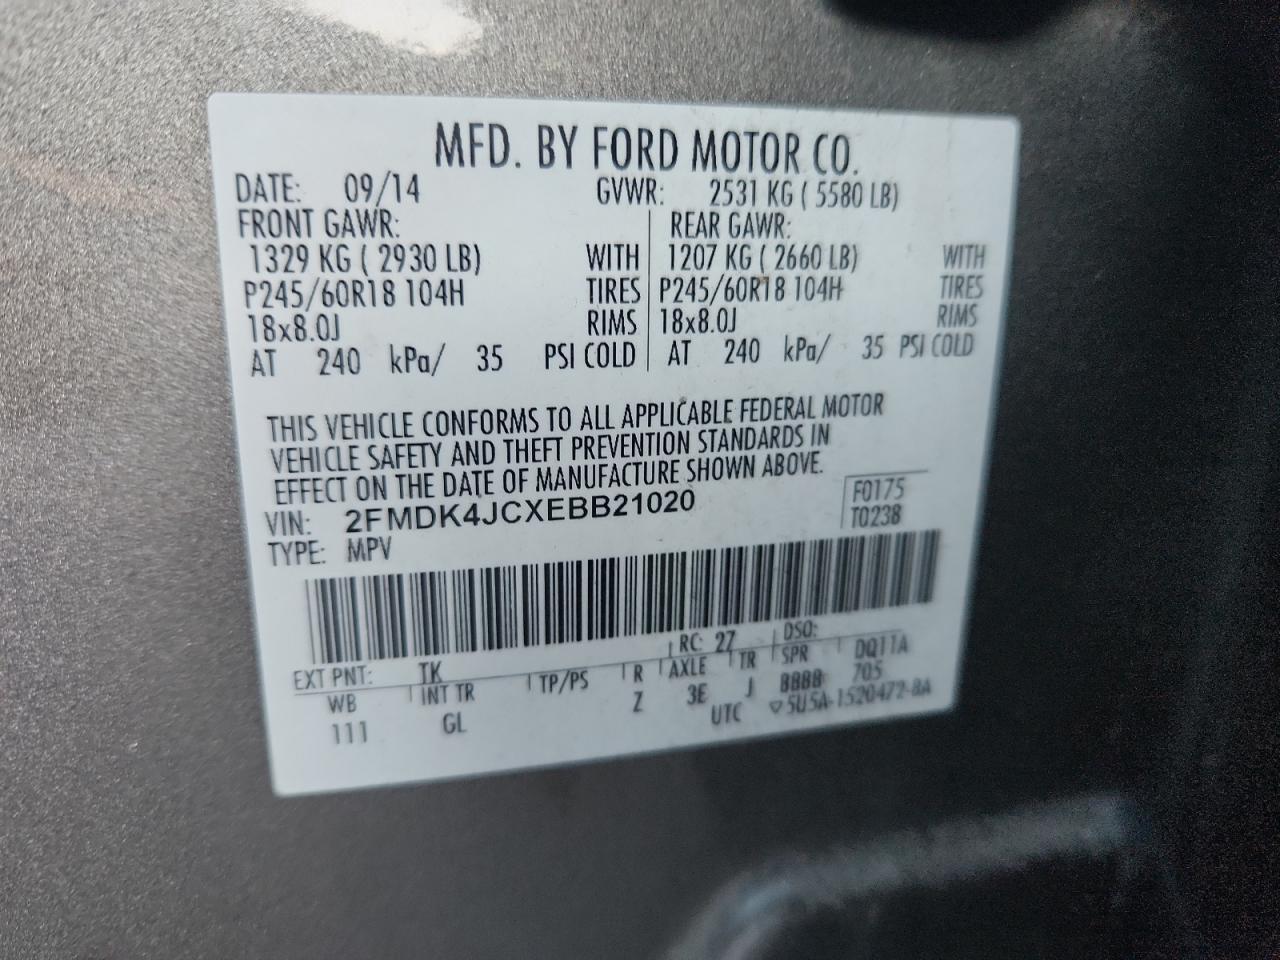 MFD. BY FORD MOTOR CO.
DATE: 09/14 GVWR: 2531 KG ( 5580 LB)
FRONT GAWR: REAR GAWR:
1329 KG ( 2930 LB) WITH 1207 KG ( 2660 LB) WITH
P245/60R18 104H TIRES P245/60R18 104H TIRES
18x8.0J RIMS 18x8.0J RIMS
AT 240 kPa/ 35 PSI COLD AT 240 kPa/ 35 PSI COLD
THIS VEHICLE CONFORMS TO ALL APPLICABLE FEDERAL MOTOR
VEHICLE SAFETY AND THEFT PREVENTION STANDARDS IN
EFFECT ON THE DATE OF MANUFACTURE SHOWN ABOVE.
VIN: 2FMDK4JCXEBB21020 F0175
TYPE: MPV T0238
EXT PNT: TK RC: 27 DSO:
WB INT TR TP/PS R AXLE TR SPR DQ11A
111 GL Z 3E J 8888 705
UTC ▽5U5A-1520472-BA